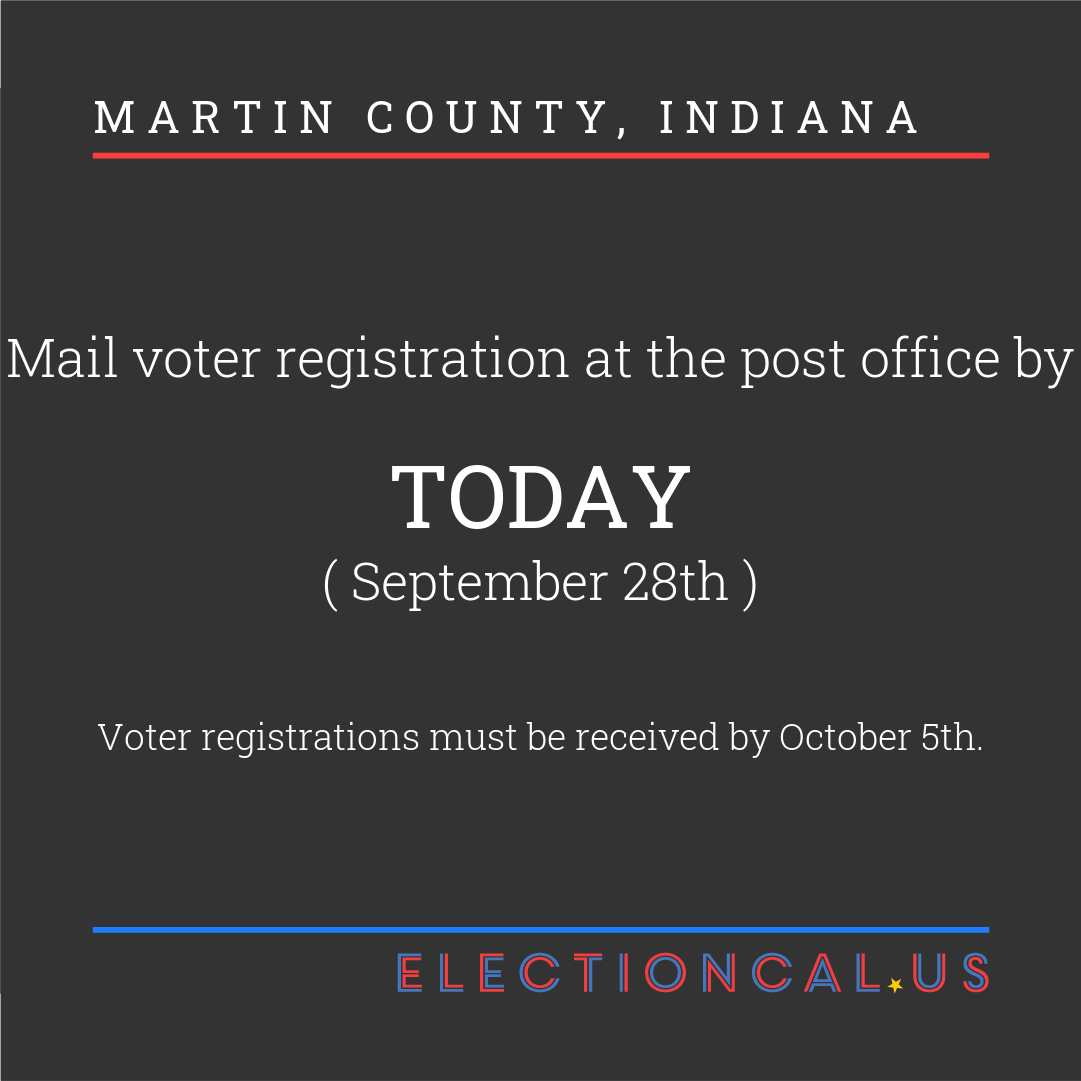 MARTIN COUNTY, INDIANA
Mail voter registration at the post office by
TODAY
( September 28th )
Voter registrations must be received by October 5th.
ELECTIONCAL.US